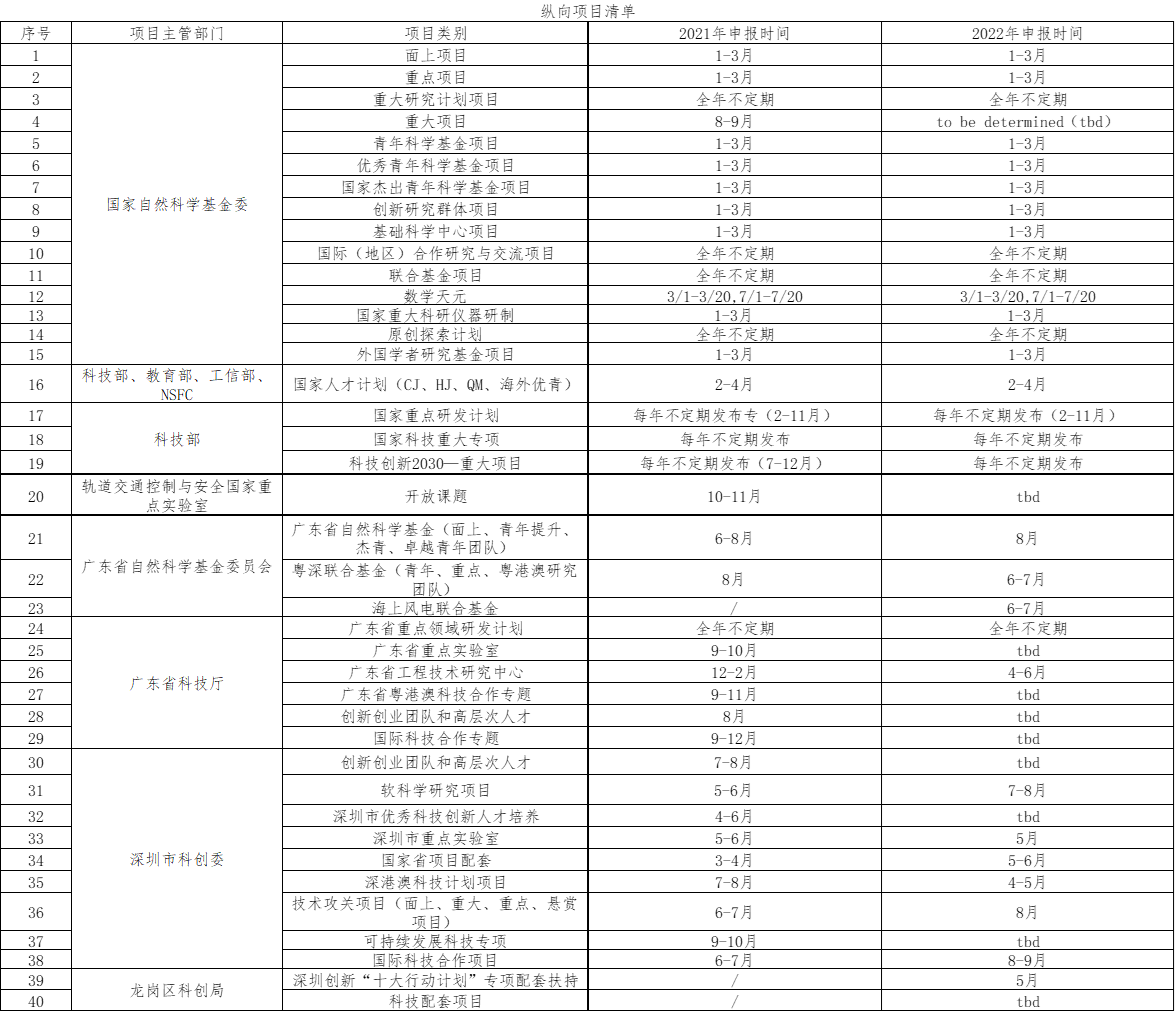 纵向项目清单
序号 项目主管部门 项目类别 2021年申报时间 2022年申报时间
1 面上项目 1-3月 1-3月
2 重点项目 1-3月 1-3月
3 重大研究计划项目 全年不定期 全年不定期
4 重大项目 8-9月 to be determined（tbd）
5 青年科学基金项目 1-3月 1-3月
6 优秀青年科学基金项目 1-3月 1-3月
7 国家杰出青年科学基金项目 1-3月 1-3月
国家自然科学基金委
8 创新研究群体项目 1-3月 1-3月
9 基础科学中心项目 1-3月 1-3月
10 国际（地区）合作研究与交流项目 全年不定期 全年不定期
11 联合基金项目 全年不定期 全年不定期
12 数学天元 3/1-3/20,7/1-7/20 3/1-3/20,7/1-7/20
13 国家重大科研仪器研制 1-3月 1-3月
14 原创探索计划 全年不定期 全年不定期
15 外国学者研究基金项目 1-3月 1-3月
16 科技部、教育部、工信部、
NSFC 国家人才计划（CJ、HJ、QM、海外优青） 2-4月 2-4月
17 国家重点研发计划 每年不定期发布专（2-11月） 每年不定期发布（2-11月）
18 科技部 国家科技重大专项 每年不定期发布 每年不定期发布
19 科技创新2030—重大项目 每年不定期发布（7-12月） 每年不定期发布
20 轨道交通控制与安全国家重
点实验室 开放课题 10-11月 tbd
21 广东省自然科学基金（面上、青年提升、
杰青、卓越青年团队） 6-8月 8月
广东省自然科学基金委员会
22 粤深联合基金（青年、重点、粤港澳研究
团队） 8月 6-7月
23 海上风电联合基金 / 6-7月
24 广东省重点领域研发计划 全年不定期 全年不定期
25 广东省重点实验室 9-10月 tbd
26 广东省工程技术研究中心 12-2月 4-6月
广东省科技厅
27 广东省粤港澳科技合作专题 9-11月 tbd
28 创新创业团队和高层次人才 8月 tbd
29 国际科技合作专题 9-12月 tbd
30 创新创业团队和高层次人才 7-8月 tbd
31 软科学研究项目 5-6月 7-8月
32 深圳市优秀科技创新人才培养 4-6月 tbd
33 深圳市重点实验室 5-6月 5月
34 深圳市科创委 国家省项目配套 3-4月 5-6月
35 深港澳科技计划项目 7-8月 4-5月
36 技术攻关项目（面上、重大、重点、悬赏
项目） 6-7月 8月
37 可持续发展科技专项 9-10月 tbd
38 国际科技合作项目 6-7月 8-9月
39 深圳创新“十大行动计划”专项配套扶持 / 5月
龙岗区科创局
40 科技配套项目 / tbd